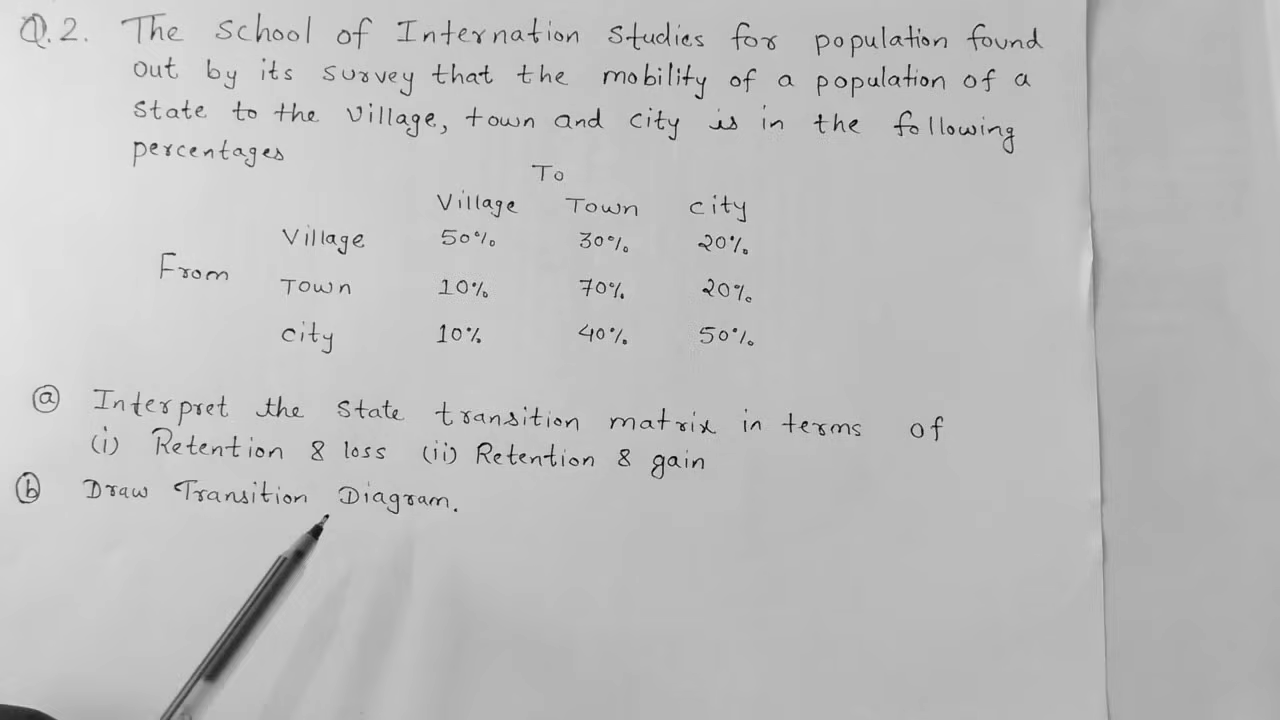 Q.2. The School of Internation Studies for population found
out by its survey that the mobility of a population of a
State to the Village, town and city is in the following
percentages
To
Village Town City
Village 50% 30% 20%
From
Town 10% 70% 20%
City 10% 40% 50%
(a) Interpret the State transition matrix in terms of
(i) Retention & loss (ii) Retention & gain
(b) Draw Transition Diagram.